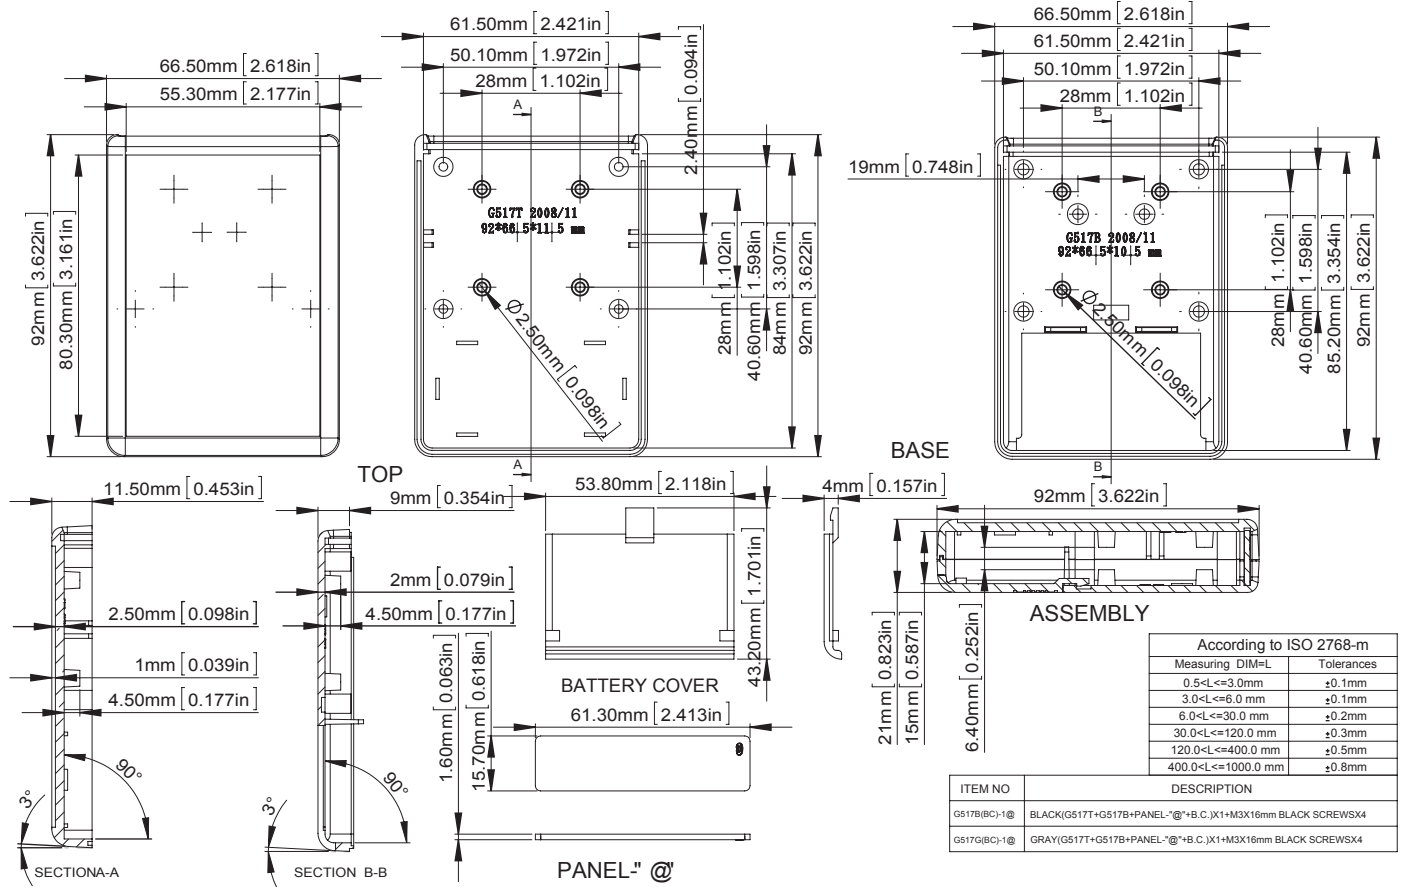 66.50mm [2.618in]
55.30mm [2.177in]
92mm [3.622in]
80.30mm [3.161in]
61.50mm [2.421in]
50.10mm [1.972in]
28mm [1.102in]
A
2.40mm [0.094in]
G517T 2008/11
92*66.5*11.5 mm
Ø2.50mm [0.098in]
28mm [1.102in]
40.60mm [1.598in]
84mm [3.307in]
92mm [3.622in]
A
TOP
66.50mm [2.618in]
61.50mm [2.421in]
50.10mm [1.972in]
28mm [1.102in]
B
19mm [0.748in]
G517B 2008/11
92*66.5*10.5 mm
Ø2.50mm [0.098in]
28mm [1.102in]
40.60mm [1.598in]
85.20mm [3.354in]
92mm [3.622in]
B
BASE
11.50mm [0.453in]
2.50mm [0.098in]
1mm [0.039in]
4.50mm [0.177in]
90°
3°
SECTIONA-A
9mm [0.354in]
2mm [0.079in]
4.50mm [0.177in]
90°
3°
SECTION B-B
53.80mm [2.118in]
43.20mm [1.701in]
4mm [0.157in]
BATTERY COVER
61.30mm [2.413in]
1.60mm [0.063in]
15.70mm [0.618in]
@
PANEL-" @"
92mm [3.622in]
21mm [0.823in]
15mm [0.587in]
6.40mm [0.252in]
ASSEMBLY
According to ISO 2768-m
Measuring DIM=L Tolerances
0.5<L<=3.0mm ±0.1mm
3.0<L<=6.0 mm ±0.1mm
6.0<L<=30.0 mm ±0.2mm
30.0<L<=120.0 mm ±0.3mm
120.0<L<=400.0 mm ±0.5mm
400.0<L<=1000.0 mm ±0.8mm
ITEM NO DESCRIPTION
G517B(BC)-1@ BLACK(G517T+G517B+PANEL-"@"+B.C.)X1+M3X16mm BLACK SCREWSX4
G517G(BC)-1@ GRAY(G517T+G517B+PANEL-"@"+B.C.)X1+M3X16mm BLACK SCREWSX4